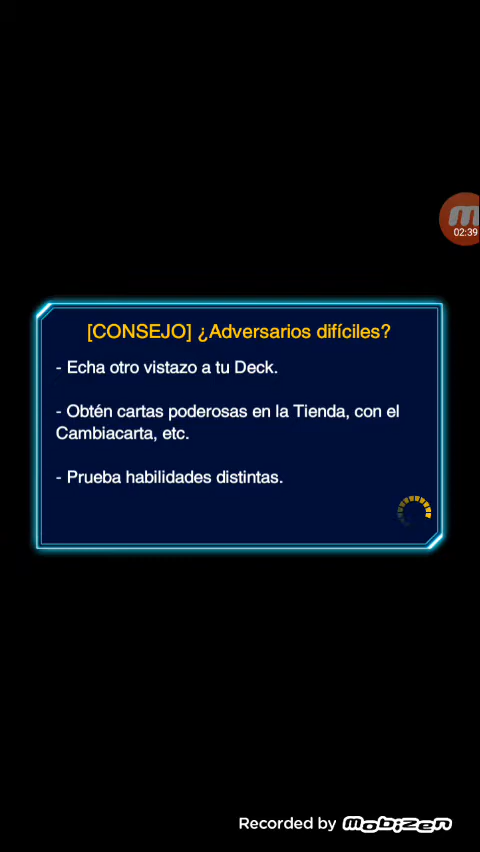 02:39
[CONSEJO] ¿Adversarios difíciles?
- Echa otro vistazo a tu Deck.
- Obtén cartas poderosas en la Tienda, con el
Cambiacarta, etc.
- Prueba habilidades distintas.
Recorded by Mobizen